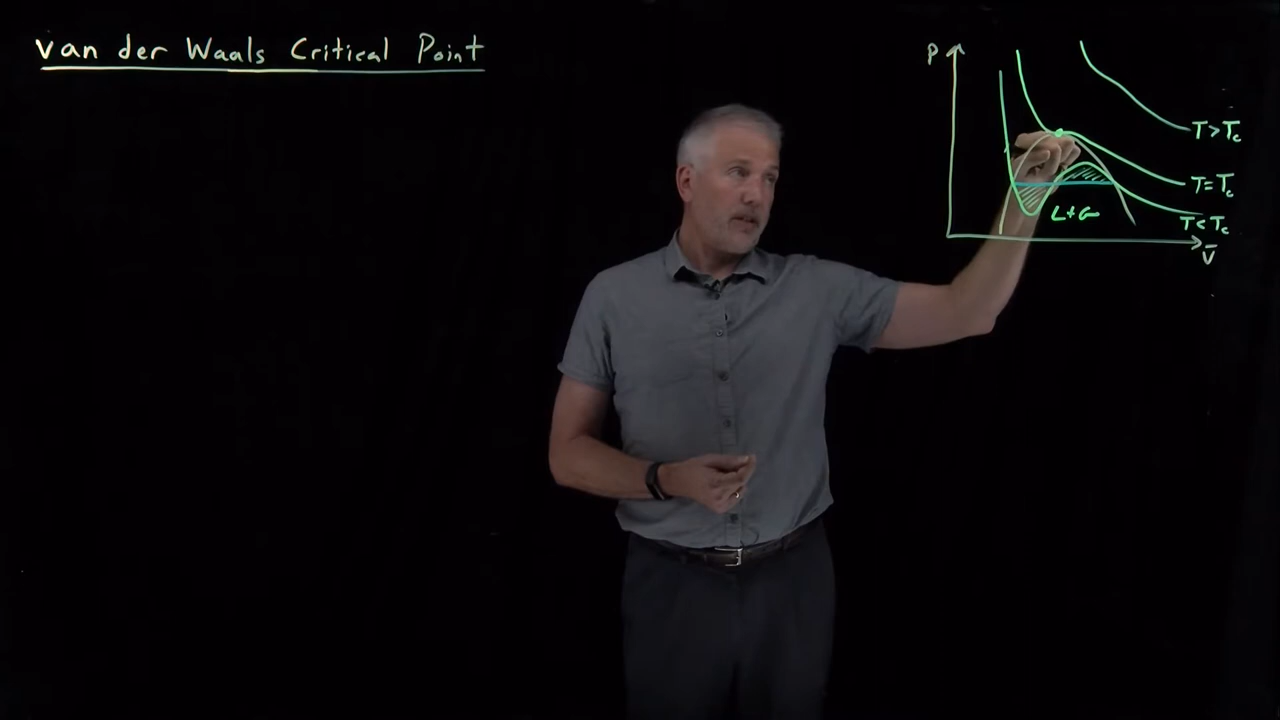 van der Waals Critical Point
P
T > Tc
T = Tc
L+G
T < Tc
V̄